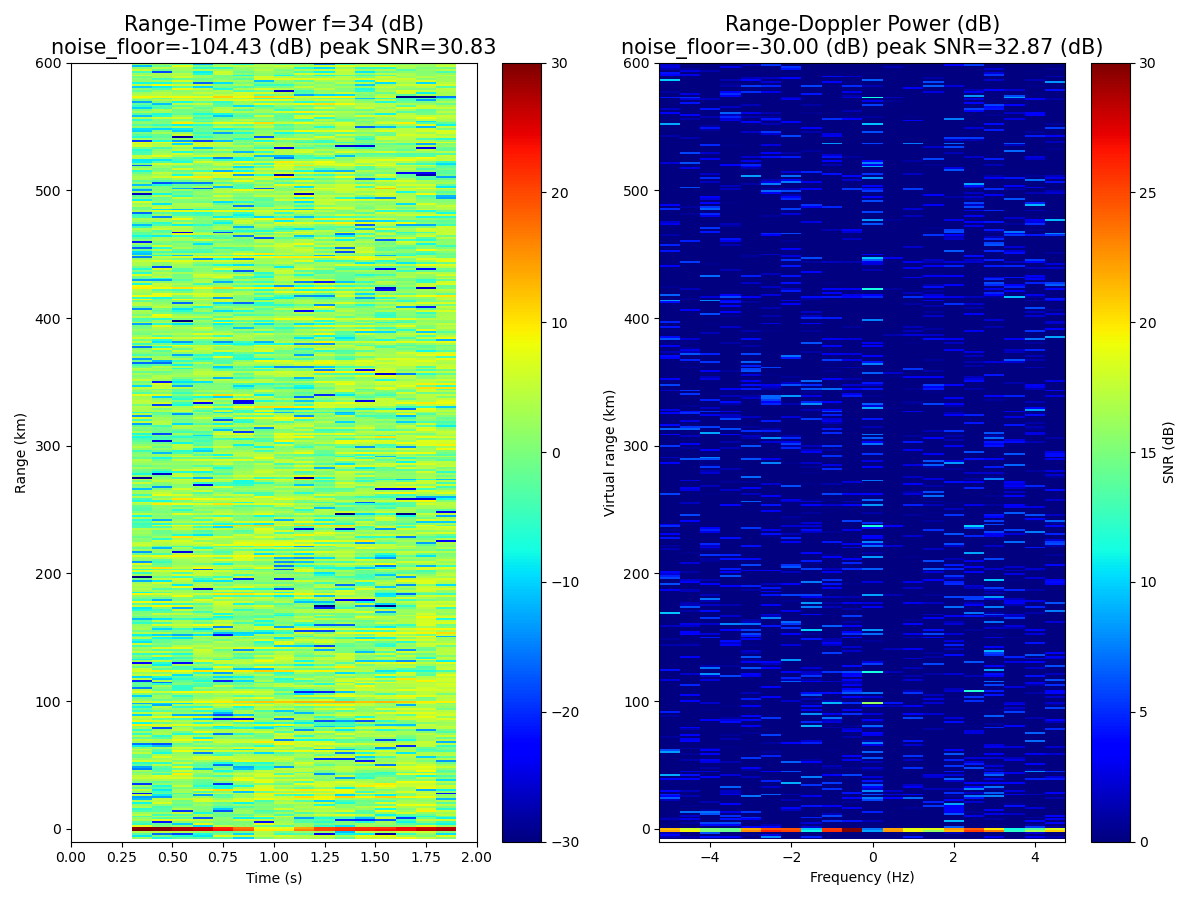 Range-Time Power f=34 (dB)
noise_floor=-104.43 (dB) peak SNR=30.83
Range-Doppler Power (dB)
noise_floor=-30.00 (dB) peak SNR=32.87 (dB)
Range (km)
600
500
400
300
200
100
0
0.00 0.25 0.50 0.75 1.00 1.25 1.50 1.75 2.00
Time (s)
30
20
10
0
−10
−20
−30
Virtual range (km)
600
500
400
300
200
100
0
−4 −2 0 2 4
Frequency (Hz)
30
25
20
15
10
5
0
SNR (dB)